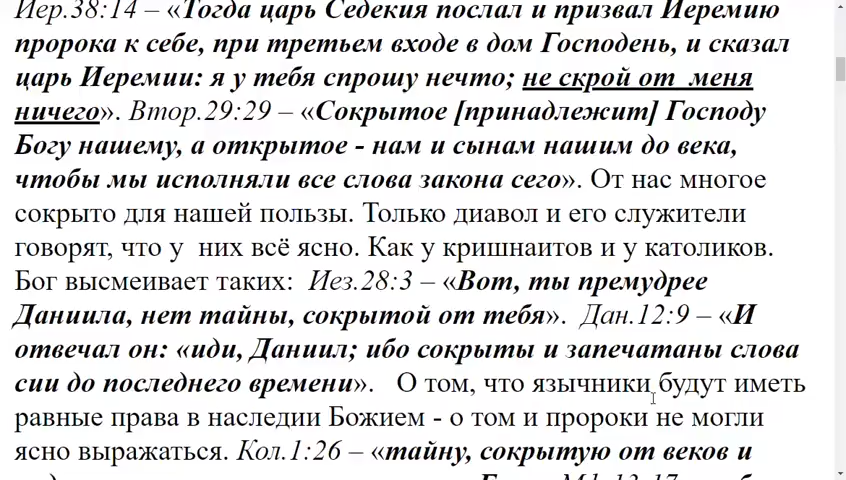 Иер.38:14 – «Тогда царь Седекия послал и призвал Иеремию
пророка к себе, при третьем входе в дом Господень, и сказал
царь Иеремии: я у тебя спрошу нечто; не скрой от меня
ничего». Втор.29:29 – «Сокрытое [принадлежит] Господу
Богу нашему, а открытое - нам и сынам нашим до века,
чтобы мы исполняли все слова закона сего». От нас многое
сокрыто для нашей пользы. Только диавол и его служители
говорят, что у них всё ясно. Как у кришнаитов и у католиков.
Бог высмеивает таких: Иез.28:3 – «Вот, ты премудрее
Даниила, нет тайны, сокрытой от тебя». Дан.12:9 – «И
отвечал он: «иди, Даниил; ибо сокрыты и запечатаны слова
сии до последнего времени». О том, что язычники будут иметь
равные права в наследии Божием - о том и пророки не могли
ясно выражаться. Кол.1:26 – «тайну, сокрытую от веков и